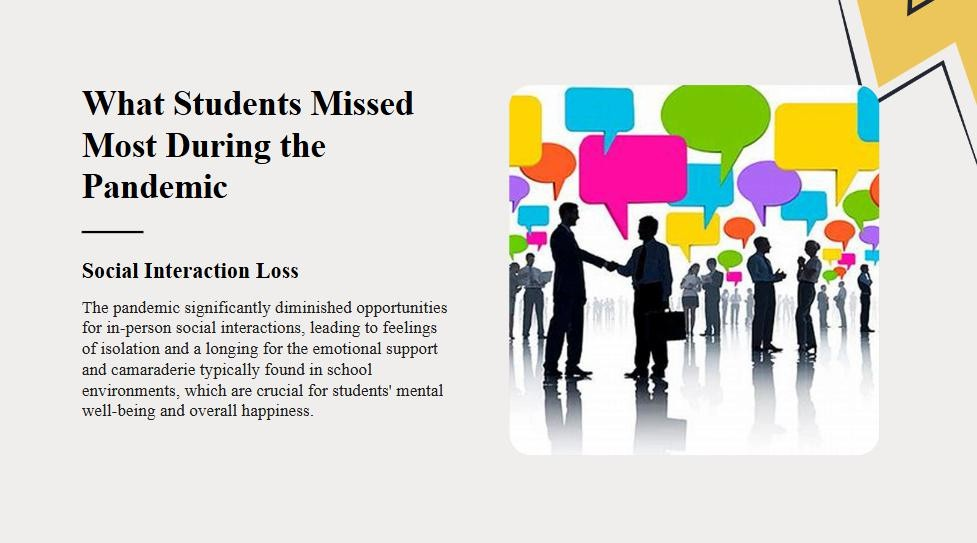 What Students Missed
Most During the
Pandemic
Social Interaction Loss
The pandemic significantly diminished opportunities
for in-person social interactions, leading to feelings
of isolation and a longing for the emotional support
and camaraderie typically found in school
environments, which are crucial for students' mental
well-being and overall happiness.